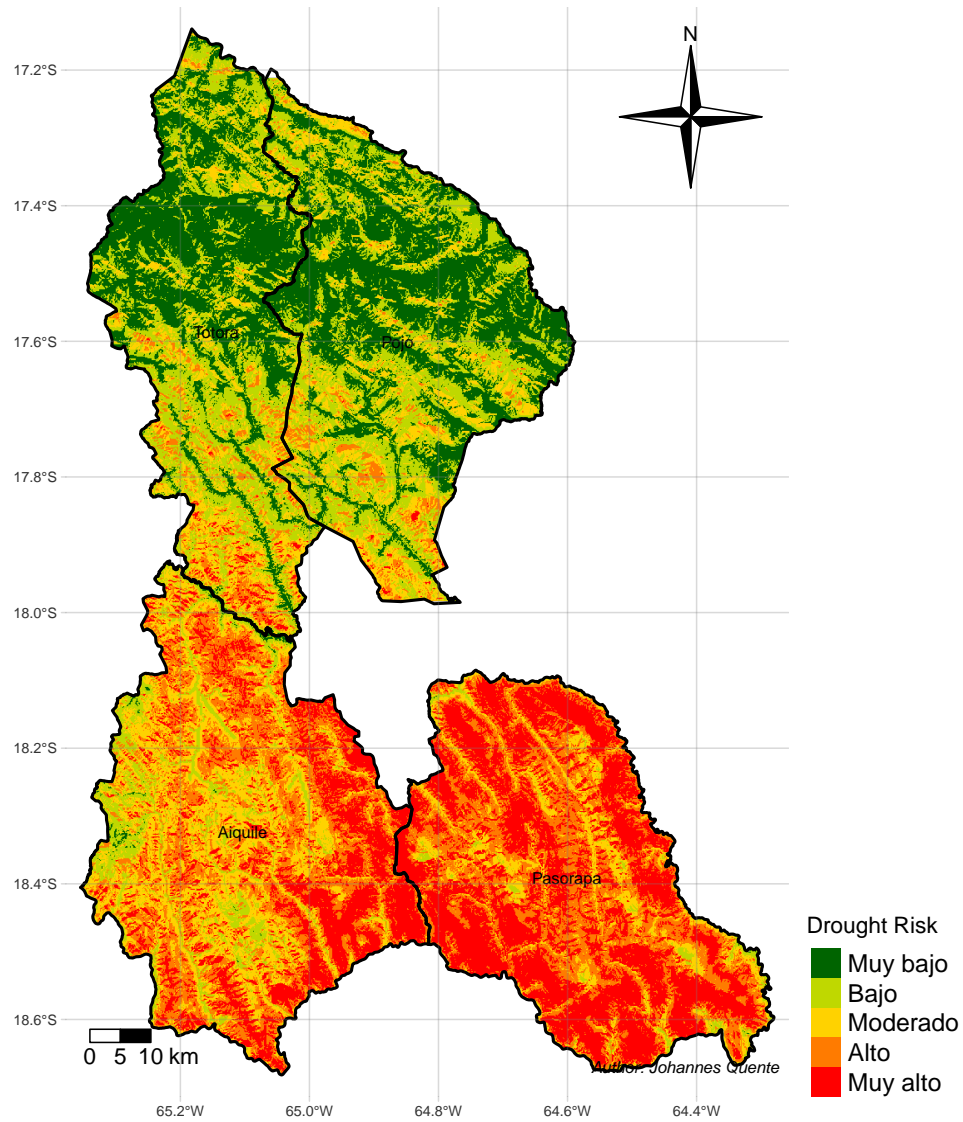 N
17.2°S
17.4°S
17.6°S
17.8°S
18.0°S
18.2°S
18.4°S
18.6°S
Totora
Pojo
Aiquile
Pasorapa
Drought Risk
Muy bajo
Bajo
Moderado
Alto
Muy alto
0 5 10 km
Author: Johannes Quente
65.2°W 65.0°W 64.8°W 64.6°W 64.4°W